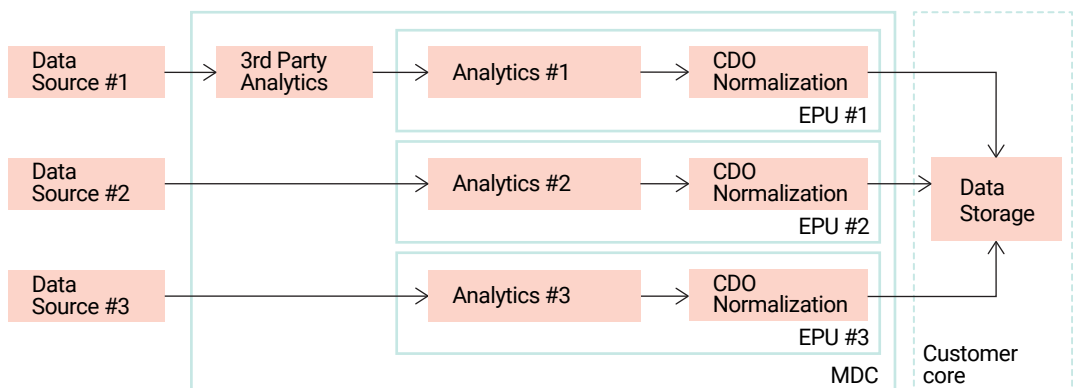 Data
Source #1
3rd Party
Analytics
Analytics #1
CDO
Normalization
EPU #1
Data
Source #2
Analytics #2
CDO
Normalization
EPU #2
Data
Storage
Data
Source #3
Analytics #3
CDO
Normalization
EPU #3
MDC
Customer
core